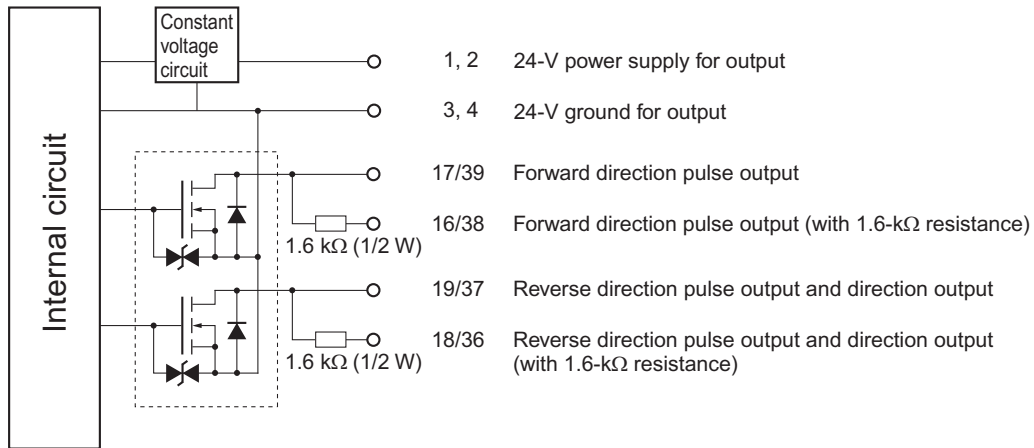 Constant
voltage
circuit
Internal circuit
1, 2 24-V power supply for output
3, 4 24-V ground for output
17/39 Forward direction pulse output
16/38 Forward direction pulse output (with 1.6-kΩ resistance)
1.6 kΩ (1/2 W)
19/37 Reverse direction pulse output and direction output
18/36 Reverse direction pulse output and direction output
(with 1.6-kΩ resistance)
1.6 kΩ (1/2 W)